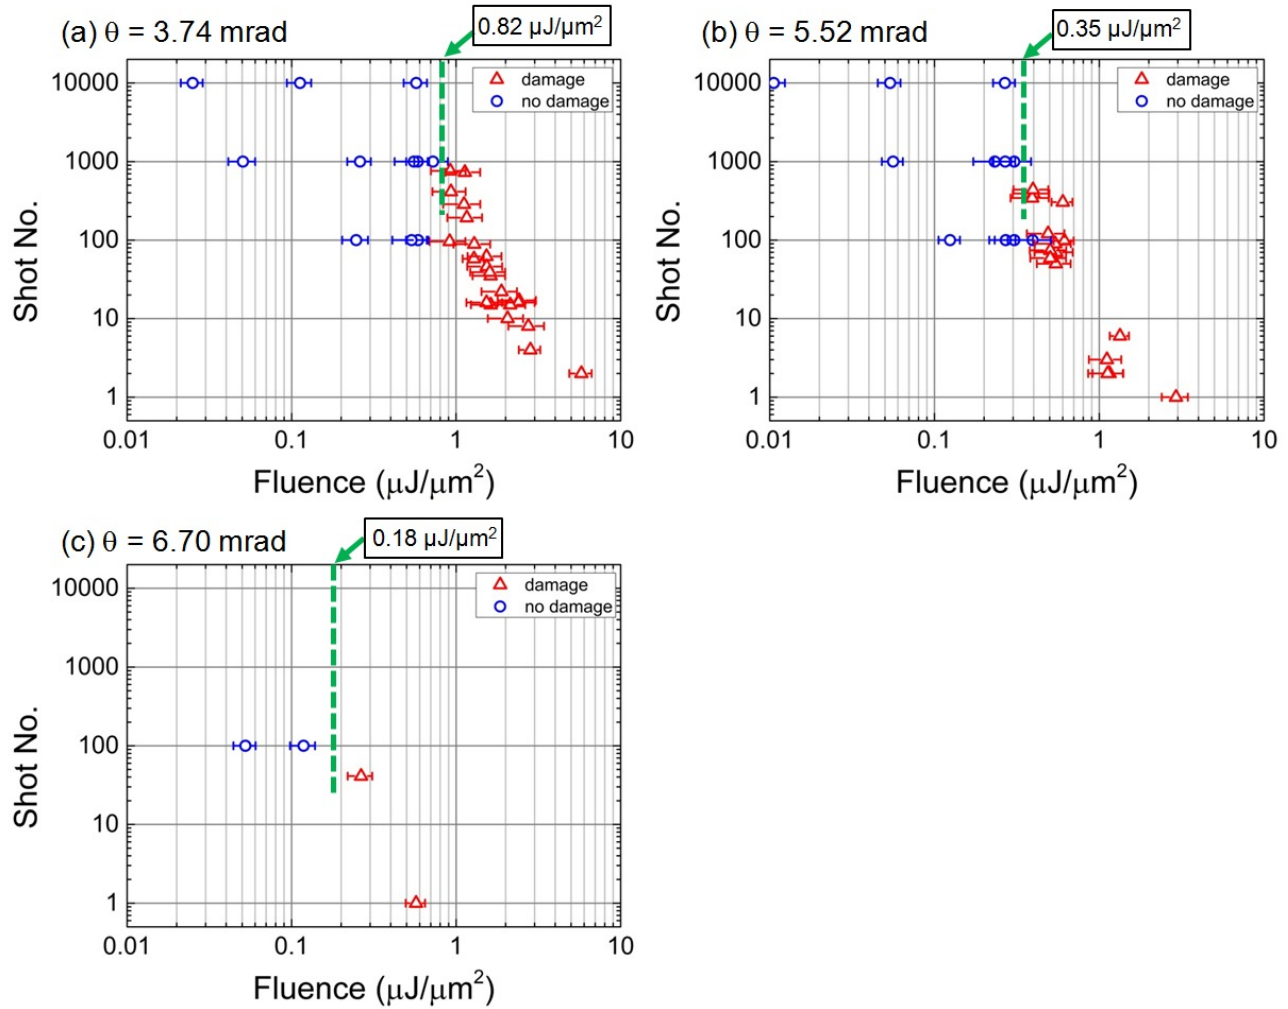 (a) θ = 3.74 mrad
0.82 μJ/μm²
damage
no damage
10000
1000
100
10
1
0.01
0.1
1
10
Shot No.
Fluence (μJ/μm²)
(b) θ = 5.52 mrad
0.35 μJ/μm²
damage
no damage
10000
1000
100
10
1
0.01
0.1
1
10
Shot No.
Fluence (μJ/μm²)
(c) θ = 6.70 mrad
0.18 μJ/μm²
damage
no damage
10000
1000
100
10
1
0.01
0.1
1
10
Shot No.
Fluence (μJ/μm²)